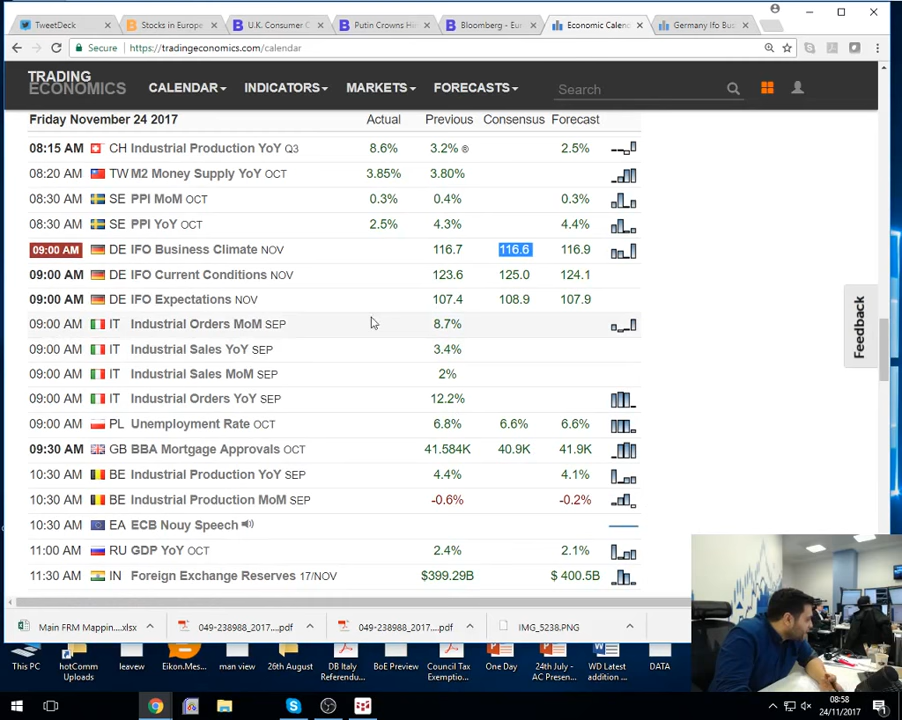 TweetDeck
Stocks in Europe
U.K. Consumer C
Putin Crowns Hi
Bloomberg - Eur
Economic Calend
Germany Ifo Bus
Secure https://tradingeconomics.com/calendar
TRADING
ECONOMICS
CALENDAR INDICATORS MARKETS FORECASTS Search
Friday November 24 2017 Actual Previous Consensus Forecast
08:15 AM CH Industrial Production YoY Q3 8.6% 3.2% ® 2.5%
08:20 AM TW M2 Money Supply YoY OCT 3.85% 3.80%
08:30 AM SE PPI MoM OCT 0.3% 0.4% 0.3%
08:30 AM SE PPI YoY OCT 2.5% 4.3% 4.4%
09:00 AM DE IFO Business Climate NOV 116.7 116.6 116.9
09:00 AM DE IFO Current Conditions NOV 123.6 125.0 124.1
09:00 AM DE IFO Expectations NOV 107.4 108.9 107.9
09:00 AM IT Industrial Orders MoM SEP 8.7%
09:00 AM IT Industrial Sales YoY SEP 3.4%
09:00 AM IT Industrial Sales MoM SEP 2%
09:00 AM IT Industrial Orders YoY SEP 12.2%
09:00 AM PL Unemployment Rate OCT 6.8% 6.6% 6.6%
09:30 AM GB BBA Mortgage Approvals OCT 41.584K 40.9K 41.9K
10:30 AM BE Industrial Production YoY SEP 4.4% 4.1%
10:30 AM BE Industrial Production MoM SEP -0.6% -0.2%
10:30 AM EA ECB Nouy Speech
11:00 AM RU GDP YoY OCT 2.4% 2.1%
11:30 AM IN Foreign Exchange Reserves 17/NOV $399.29B $ 400.5B
Feedback
Main FRM Mappin....xlsx
049-238988_2017....pdf
049-238988_2017....pdf
IMG_5238.PNG
This PC
hotComm Uploads
leavew
Eikon.Mes...
man view
26th August
DB Italy Referendu...
BoE Preview
Council Tax Exemptio...
One Day
24th July - AC Presen...
WD Latest addition ...
DATA
08:58
24/11/2017